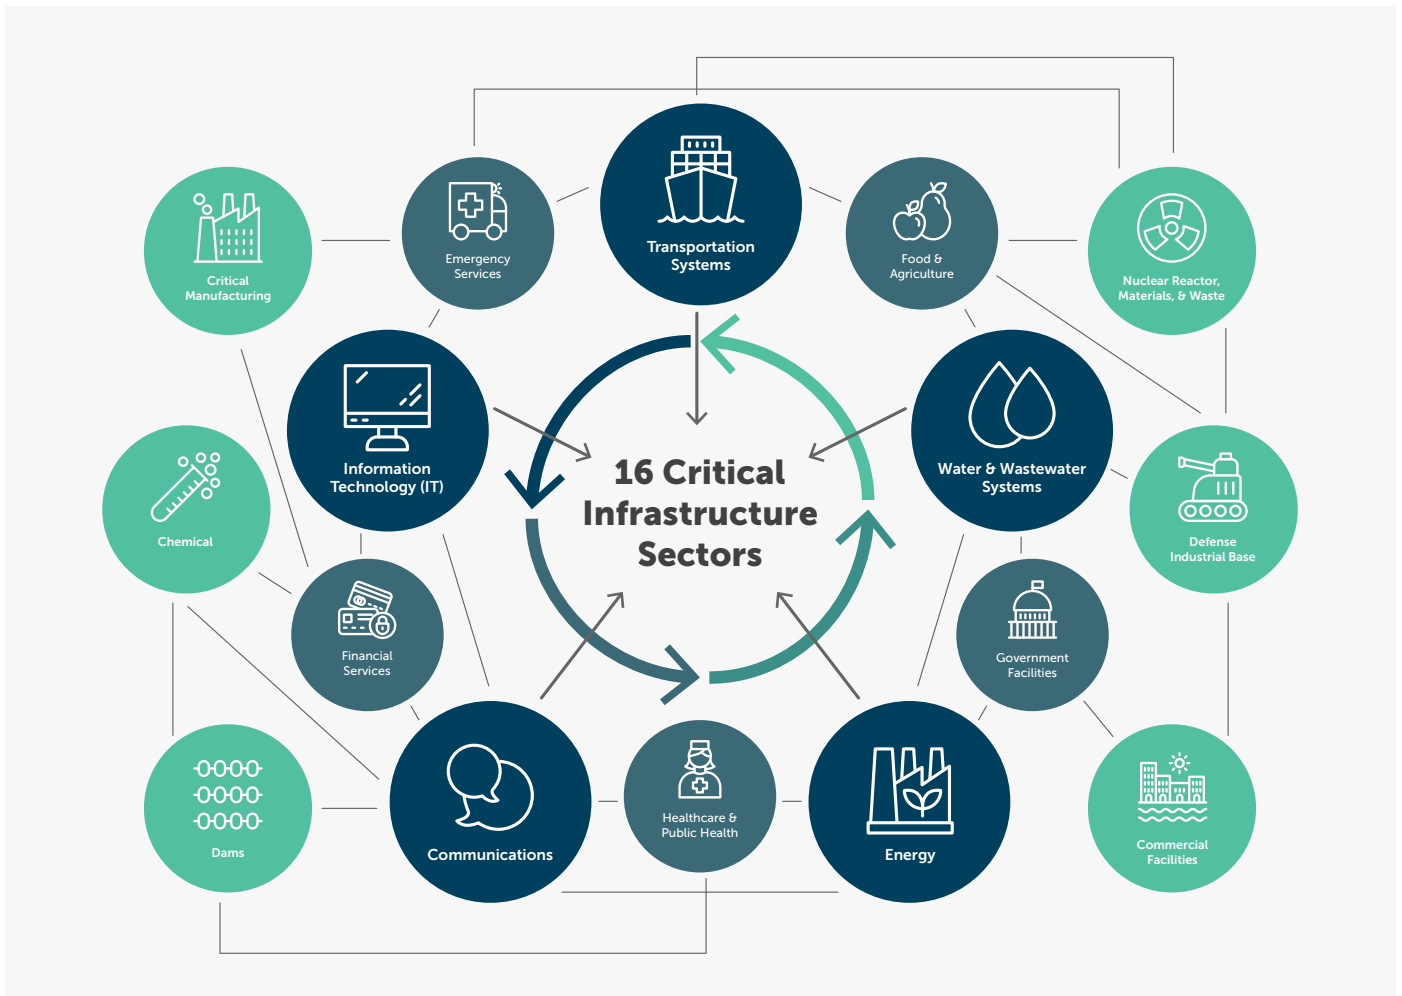 Transportation
Systems
Emergency
Services
Food &
Agriculture
Critical
Manufacturing
Nuclear Reactor,
Materials, & Waste
Information
Technology (IT)
Water & Wastewater
Systems
16 Critical
Infrastructure
Sectors
Chemical
Defense
Industrial Base
Financial
Services
Government
Facilities
Dams
Communications
Healthcare &
Public Health
Energy
Commercial
Facilities